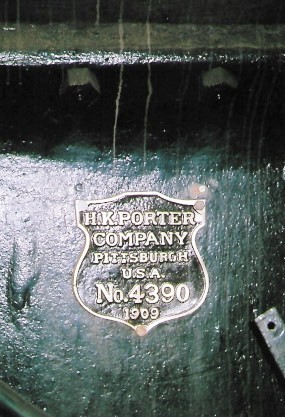 H.K.PORTER
COMPANY
PITTSBURGH
U.S.A.
No.4390
1909